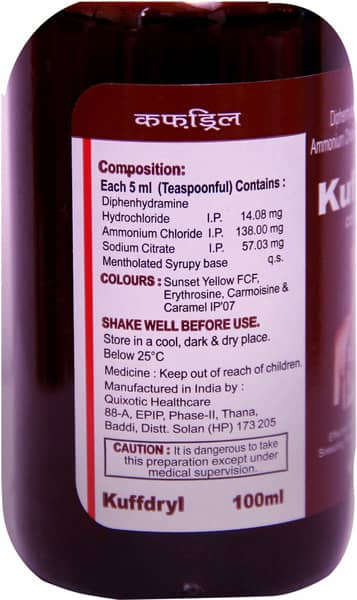 कफ़ड्रिल
Composition:
Each 5 ml (Teaspoonful) Contains :
Diphenhydramine
Hydrochloride I.P. 14.08 mg
Ammonium Chloride I.P. 138.00 mg
Sodium Citrate I.P. 57.03 mg
Mentholated Syrupy base q.s.
COLOURS : Sunset Yellow FCF,
Erythrosine, Carmoisine &
Caramel IP'07
SHAKE WELL BEFORE USE.
Store in a cool, dark & dry place.
Below 25°C
Medicine : Keep out of reach of children.
Manufactured in India by :
Quixotic Healthcare
88-A, EPIP, Phase-II, Thana,
Baddi, Distt. Solan (HP) 173 205
CAUTION : It is dangerous to take
this preparation except under
medical supervision.
Kuffdryl 100ml
Ammonium
Ku